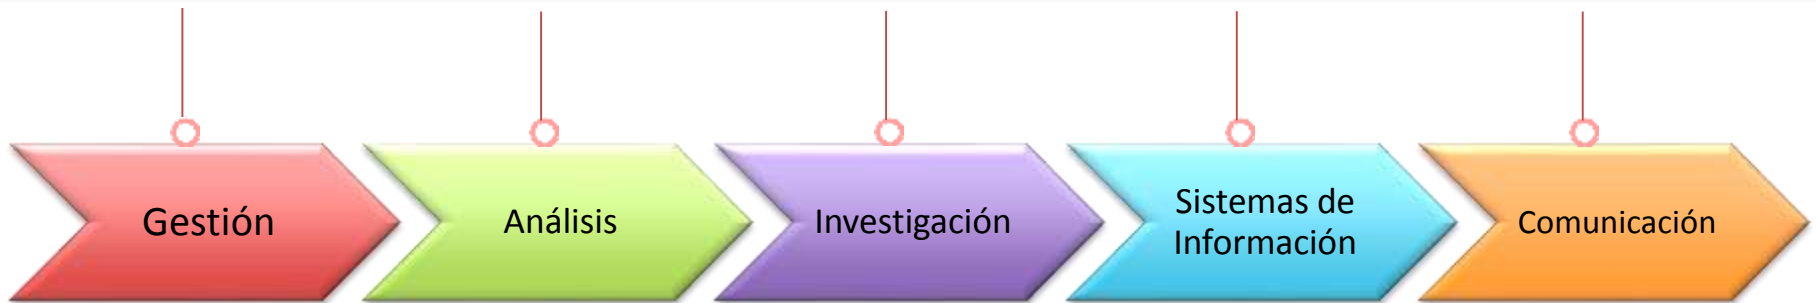 Gestión
Análisis
Investigación
Sistemas de
Información
Comunicación